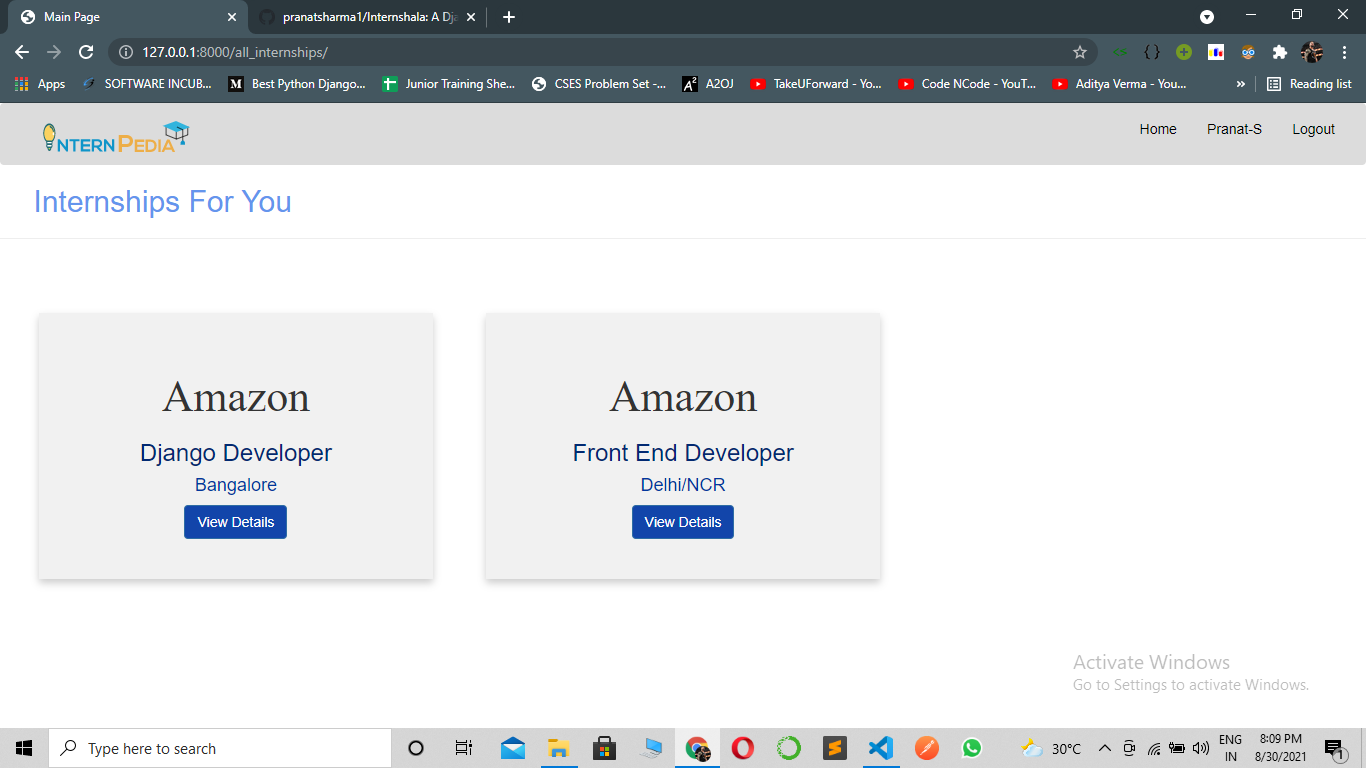 Main Page
pranatsharma1/Internshala: A Dja
127.0.0.1:8000/all_internships/
Apps
SOFTWARE INCUB...
M Best Python Django...
Junior Training She...
CSES Problem Set -...
A2OJ
TakeUForward - Yo...
Code NCode - YouT...
Aditya Verma - You...
»
Reading list
INTERN PEDIA
Home
Pranat-S
Logout
Internships For You
Amazon
Django Developer
Bangalore
View Details
Amazon
Front End Developer
Delhi/NCR
View Details
Activate Windows
Go to Settings to activate Windows.
Type here to search
30°C
ENG
IN
8:09 PM
8/30/2021
1